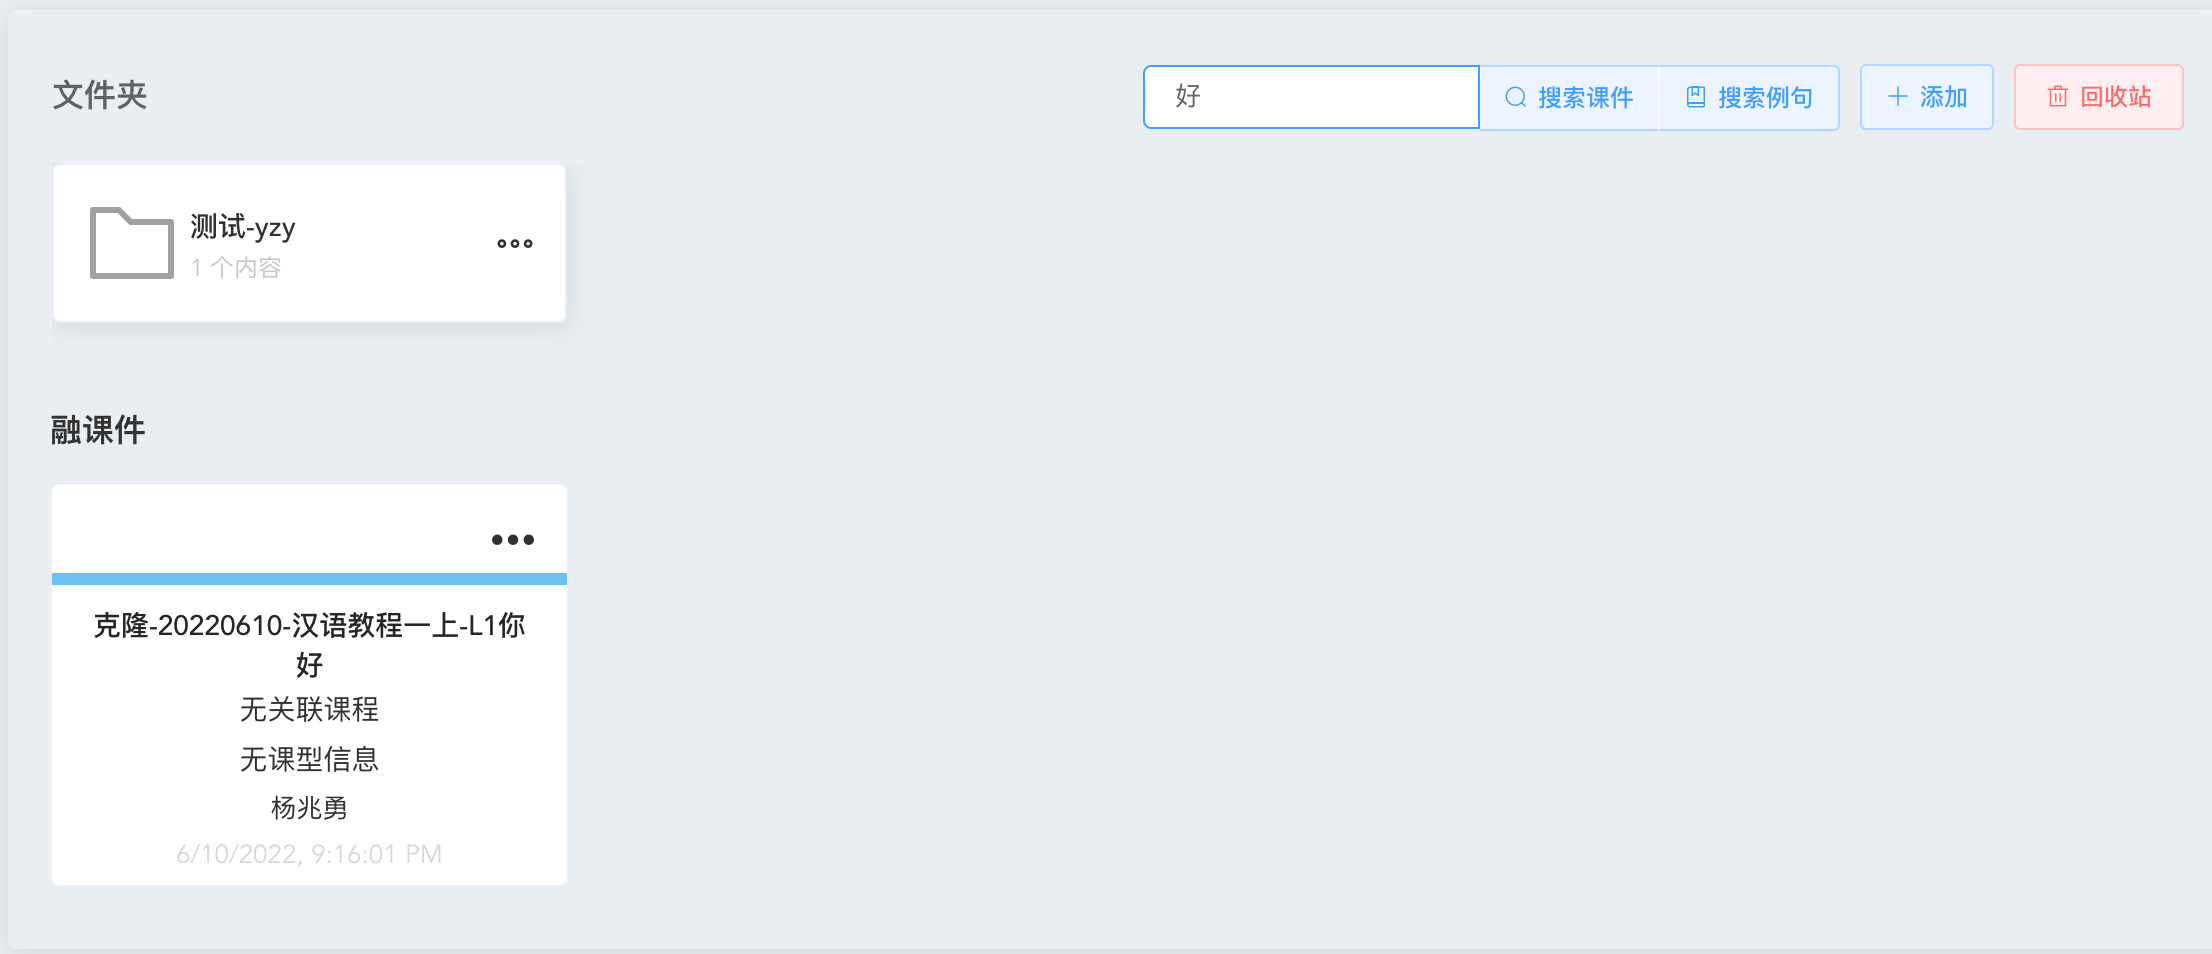 文件夹
好
搜索课件
搜索例句
添加
回收站
测试-yzy
1 个内容
融课件
克隆-20220610-汉语教程一上-L1你
好
无关联课程
无课型信息
杨兆勇
6/10/2022, 9:16:01 PM